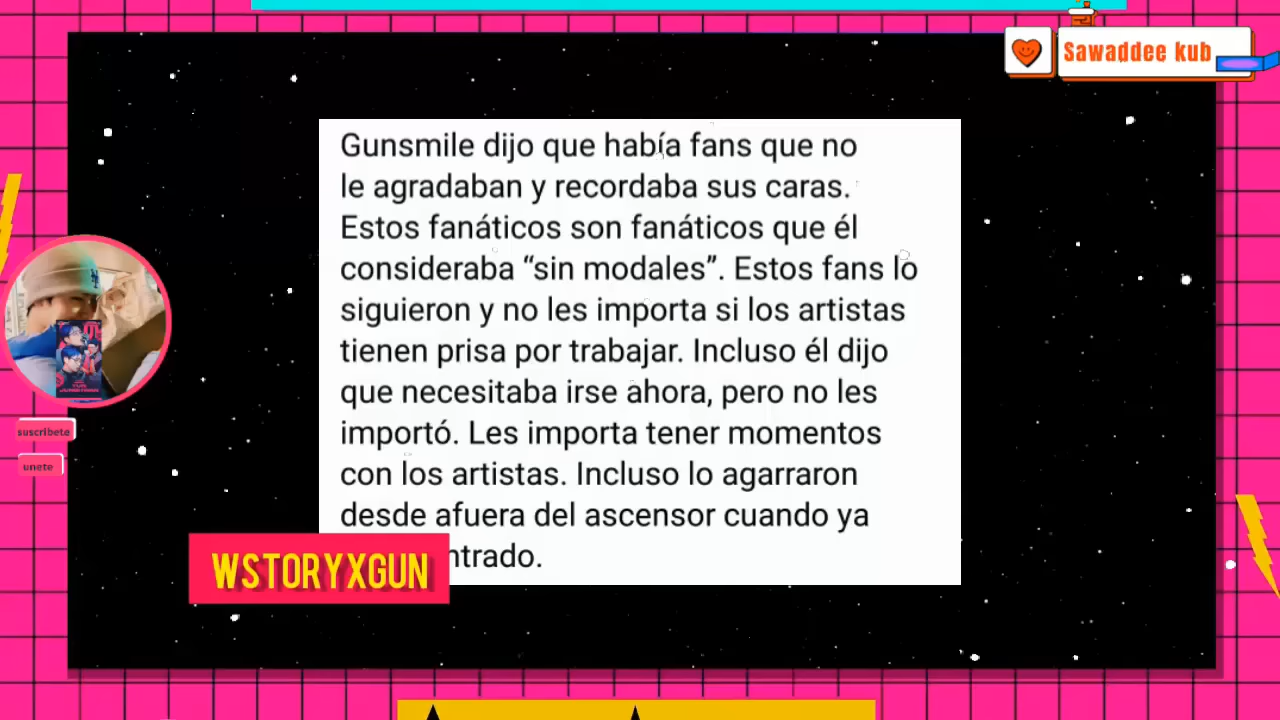 Sawaddee kub
Gunsmile dijo que había fans que no
le agradaban y recordaba sus caras.
Estos fanáticos son fanáticos que él
consideraba “sin modales”. Estos fans lo
siguieron y no les importa si los artistas
tienen prisa por trabajar. Incluso él dijo
que necesitaba irse ahora, pero no les
importó. Les importa tener momentos
con los artistas. Incluso lo agarraron
desde afuera del ascensor cuando ya
ntrado.
WSTORYXGUN
suscribete
unete